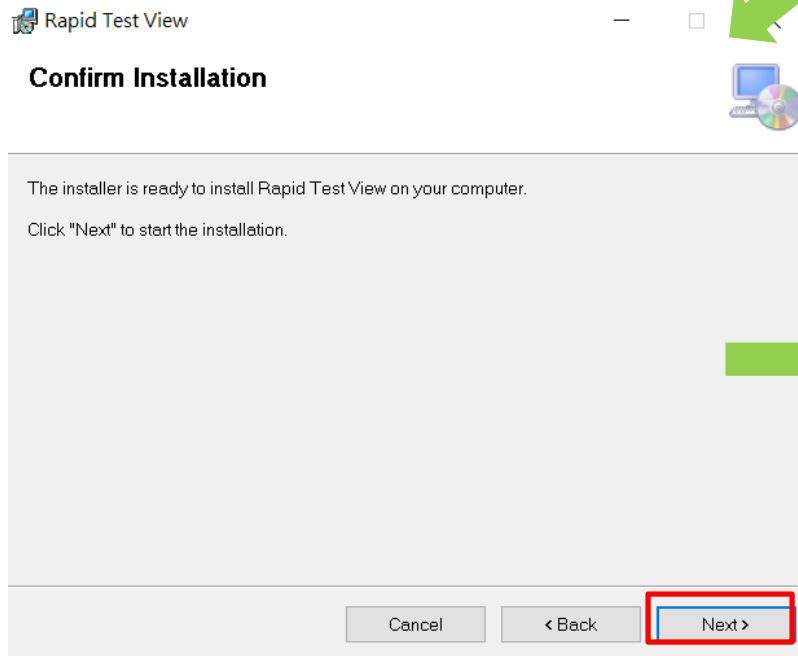 Rapid Test View
Confirm Installation
The installer is ready to install Rapid Test View on your computer.
Click "Next" to start the installation.
Cancel
< Back
Next >